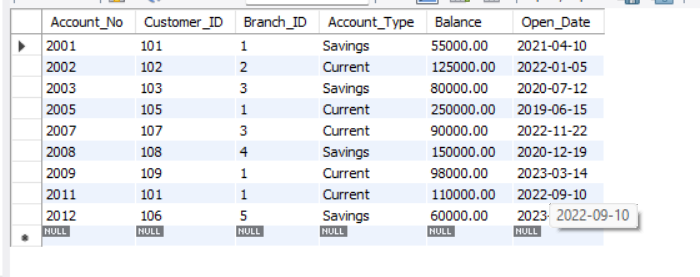 Account_No Customer_ID Branch_ID Account_Type Balance Open_Date
2001 101 1 Savings 55000.00 2021-04-10
2002 102 2 Current 125000.00 2022-01-05
2003 103 3 Savings 80000.00 2020-07-12
2005 105 1 Current 250000.00 2019-06-15
2007 107 3 Current 90000.00 2022-11-22
2008 108 4 Savings 150000.00 2020-12-19
2009 109 1 Current 98000.00 2023-03-14
2011 101 1 Current 110000.00 2022-09-10
2012 106 5 Savings 60000.00 2023- 2022-09-10
NULL NULL NULL NULL NULL NULL